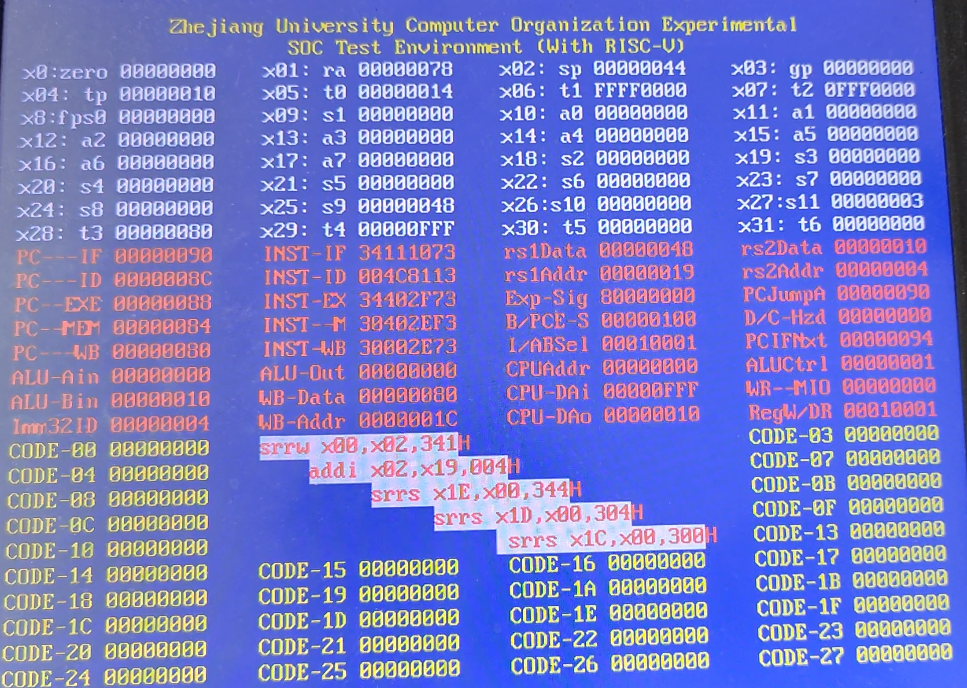 Zhejiang University Computer Organization Experimental
SOC Test Environment (With RISC-V)
x0:zero 00000000 x01: ra 00000078 x02: sp 00000044 x03: gp 00000000
x04: tp 00000010 x05: t0 00000014 x06: t1 FFFF0000 x07: t2 0FFF0000
x8:fps0 00000000 x09: s1 00000000 x10: a0 00000000 x11: a1 00000000
x12: a2 00000000 x13: a3 00000000 x14: a4 00000000 x15: a5 00000000
x16: a6 00000000 x17: a7 00000000 x18: s2 00000000 x19: s3 00000000
x20: s4 00000000 x21: s5 00000000 x22: s6 00000000 x23: s7 00000000
x24: s8 00000000 x25: s9 00000048 x26:s10 00000000 x27:s11 00000003
x28: t3 00000080 x29: t4 00000FFF x30: t5 00000000 x31: t6 00000000
PC---IF 00000090 INST-IF 34111073 rs1Data 00000048 rs2Data 00000010
PC---ID 0000008C INST-ID 004C8113 rs1Addr 00000019 rs2Addr 00000004
PC--EXE 00000088 INST-EX 34402F73 Exp-Sig 80000000 PCJumpA 00000090
PC--MEM 00000084 INST--M 30402EF3 B/PCE-S 00000100 D/C-Hzd 00000000
PC---WB 00000080 INST-WB 30002E73 I/ABSel 00010001 PCIFNxt 00000094
ALU-Ain 00000000 ALU-Out 00000000 CPUAddr 00000000 ALUCtrl 00000001
ALU-Bin 00000010 WB-Data 00000080 CPU-DAi 00000FFF WR--MIO 00000000
Imm32ID 00000004 WB-Addr 0000001C CPU-DAo 00000010 RegW/DR 00010001
CODE-00 00000000 srrw x00,x02,341H CODE-03 00000000
CODE-04 00000000 addi x02,x19,004H CODE-07 00000000
CODE-08 00000000 srrs x1E,x00,344H CODE-0B 00000000
CODE-0C 00000000 srrs x1D,x00,304H CODE-0F 00000000
CODE-10 00000000 srrs x1C,x00,300H CODE-13 00000000
CODE-14 00000000 CODE-15 00000000 CODE-16 00000000 CODE-17 00000000
CODE-18 00000000 CODE-19 00000000 CODE-1A 00000000 CODE-1B 00000000
CODE-1C 00000000 CODE-1D 00000000 CODE-1E 00000000 CODE-1F 00000000
CODE-20 00000000 CODE-21 00000000 CODE-22 00000000 CODE-23 00000000
CODE-24 00000000 CODE-25 00000000 CODE-26 00000000 CODE-27 00000000